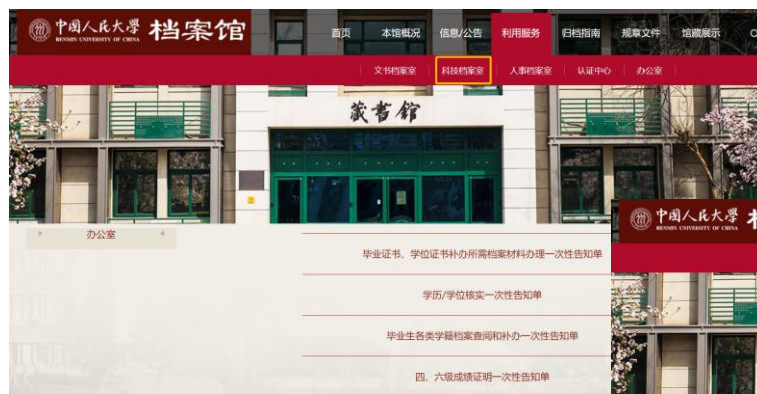 中国人民大學 档案馆
RENMIN UNIVERSITY OF CHINA
首页 本馆概况 信息/公告 利用服务 归档指南 规章文件 馆藏展示
文书档案室 科技档案室 人事档案室 认证中心 办公室
藏書館
办公室
毕业证书、学位证书补办所需档案材料办理一次性告知单
学历/学位核实一次性告知单
毕业生各类学籍档案查阅和补办一次性告知单
四、六级成绩证明一次性告知单
中国人民大學
RENMIN UNIVERSITY OF CHINA